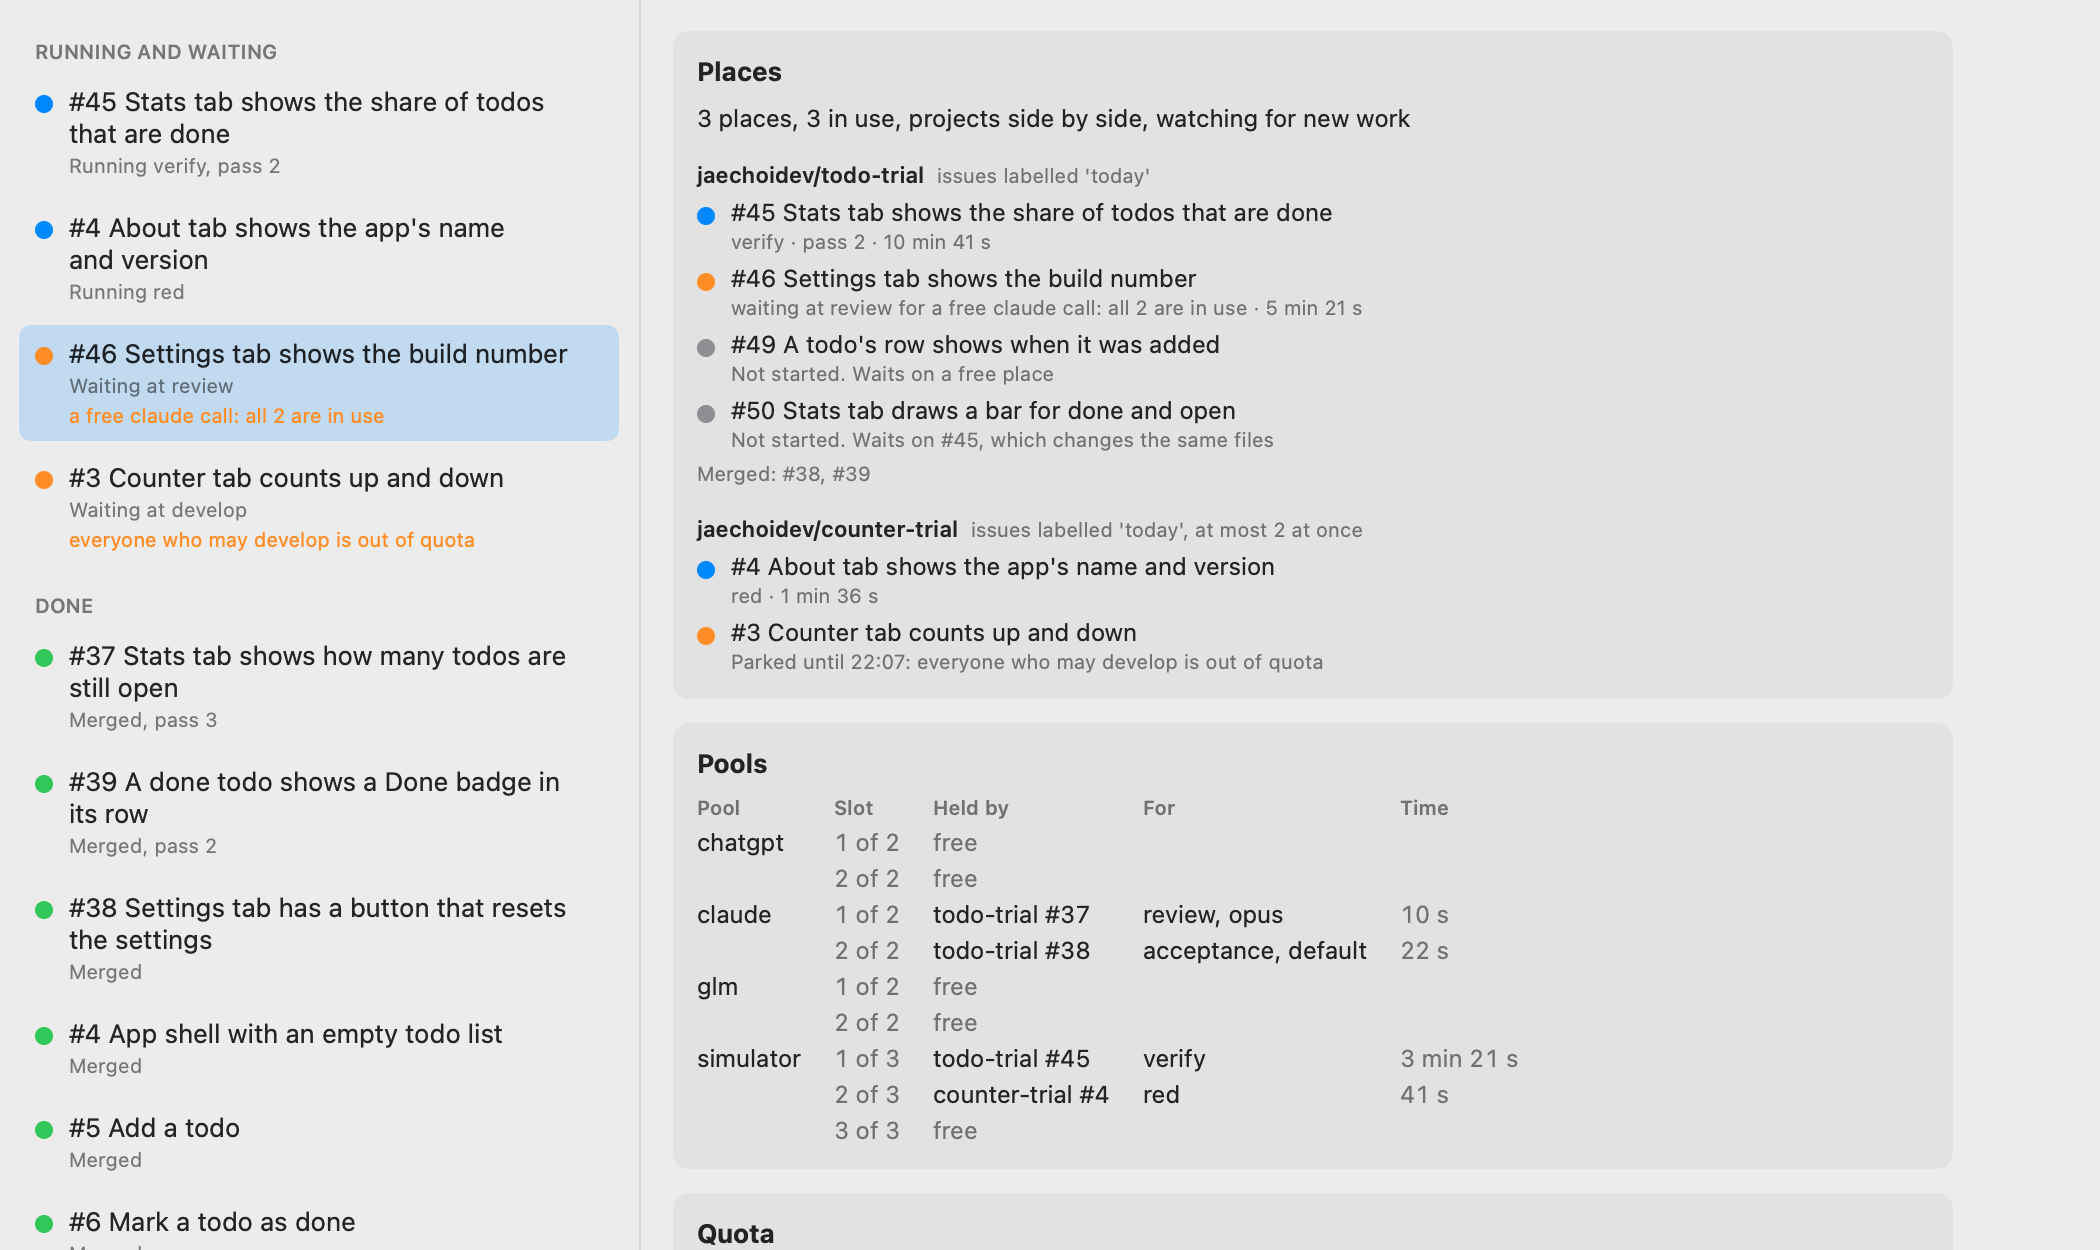 RUNNING AND WAITING
#45 Stats tab shows the share of todos
that are done
Running verify, pass 2
#4 About tab shows the app's name
and version
Running red
#46 Settings tab shows the build number
Waiting at review
a free claude call: all 2 are in use
#3 Counter tab counts up and down
Waiting at develop
everyone who may develop is out of quota
DONE
#37 Stats tab shows how many todos are
still open
Merged, pass 3
#39 A done todo shows a Done badge in
its row
Merged, pass 2
#38 Settings tab has a button that resets
the settings
Merged
#4 App shell with an empty todo list
Merged
#5 Add a todo
Merged
#6 Mark a todo as done
Places
3 places, 3 in use, projects side by side, watching for new work
jaechoidev/todo-trial issues labelled 'today'
#45 Stats tab shows the share of todos that are done
verify · pass 2 · 10 min 41 s
#46 Settings tab shows the build number
waiting at review for a free claude call: all 2 are in use · 5 min 21 s
#49 A todo's row shows when it was added
Not started. Waits on a free place
#50 Stats tab draws a bar for done and open
Not started. Waits on #45, which changes the same files
Merged: #38, #39
jaechoidev/counter-trial issues labelled 'today', at most 2 at once
#4 About tab shows the app's name and version
red · 1 min 36 s
#3 Counter tab counts up and down
Parked until 22:07: everyone who may develop is out of quota
Pools
Pool Slot Held by For Time
chatgpt 1 of 2 free
2 of 2 free
claude 1 of 2 todo-trial #37 review, opus 10 s
2 of 2 todo-trial #38 acceptance, default 22 s
glm 1 of 2 free
2 of 2 free
simulator 1 of 3 todo-trial #45 verify 3 min 21 s
2 of 3 counter-trial #4 red 41 s
3 of 3 free
Quota